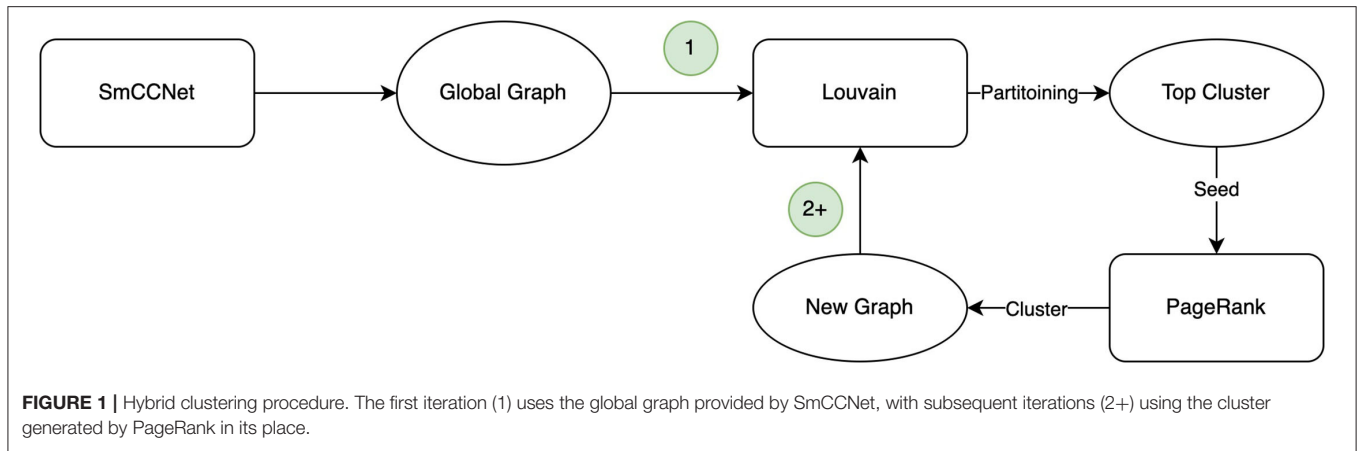 SmCCNet
Global Graph
1
Louvain
Partitoining
Top Cluster
Seed
2+
New Graph
Cluster
PageRank
FIGURE 1 | Hybrid clustering procedure. The first iteration (1) uses the global graph provided by SmCCNet, with subsequent iterations (2+) using the cluster
generated by PageRank in its place.